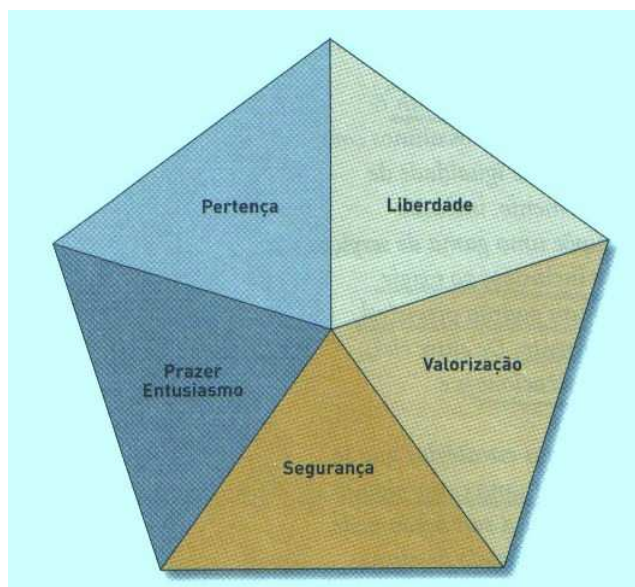 Pertença
Liberdade
Prazer
Entusiasmo
Valorização
Segurança